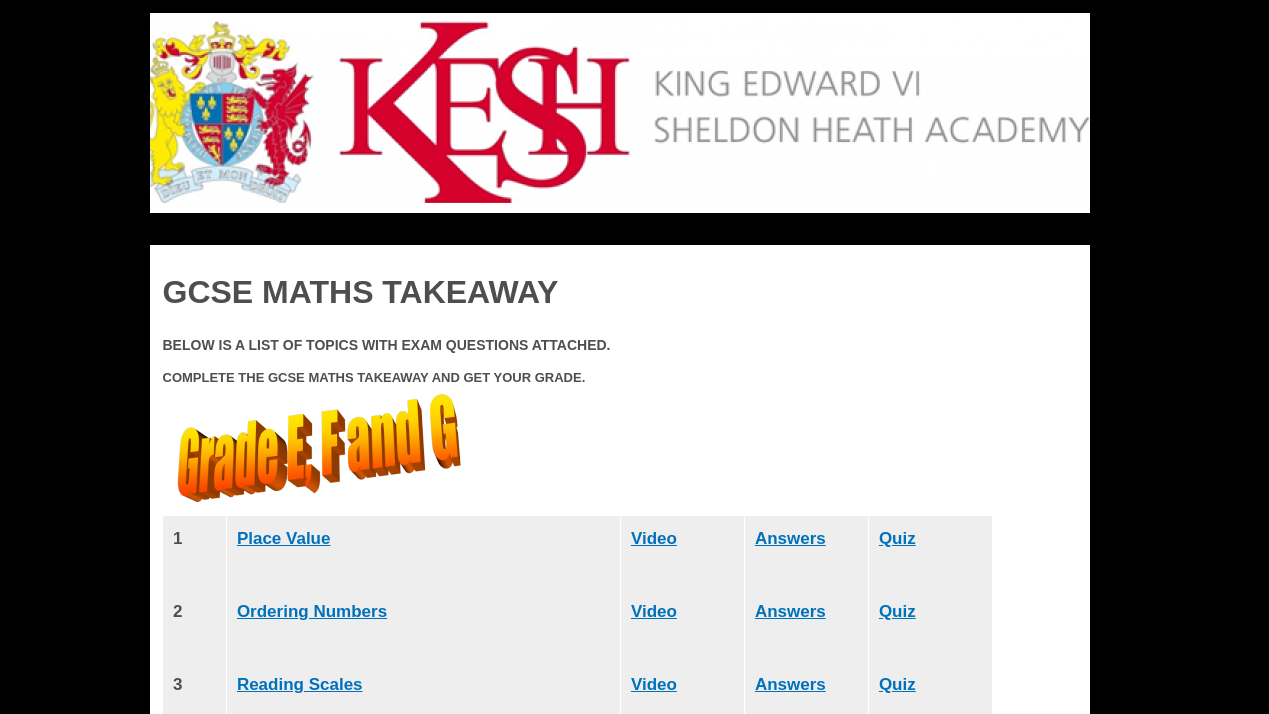 DIEU ET MON DROIT
KESH
KING EDWARD VI
SHELDON HEATH ACADEMY
GCSE MATHS TAKEAWAY
BELOW IS A LIST OF TOPICS WITH EXAM QUESTIONS ATTACHED.
COMPLETE THE GCSE MATHS TAKEAWAY AND GET YOUR GRADE.
Grade E, F and G
1 Place Value Video Answers Quiz
2 Ordering Numbers Video Answers Quiz
3 Reading Scales Video Answers Quiz